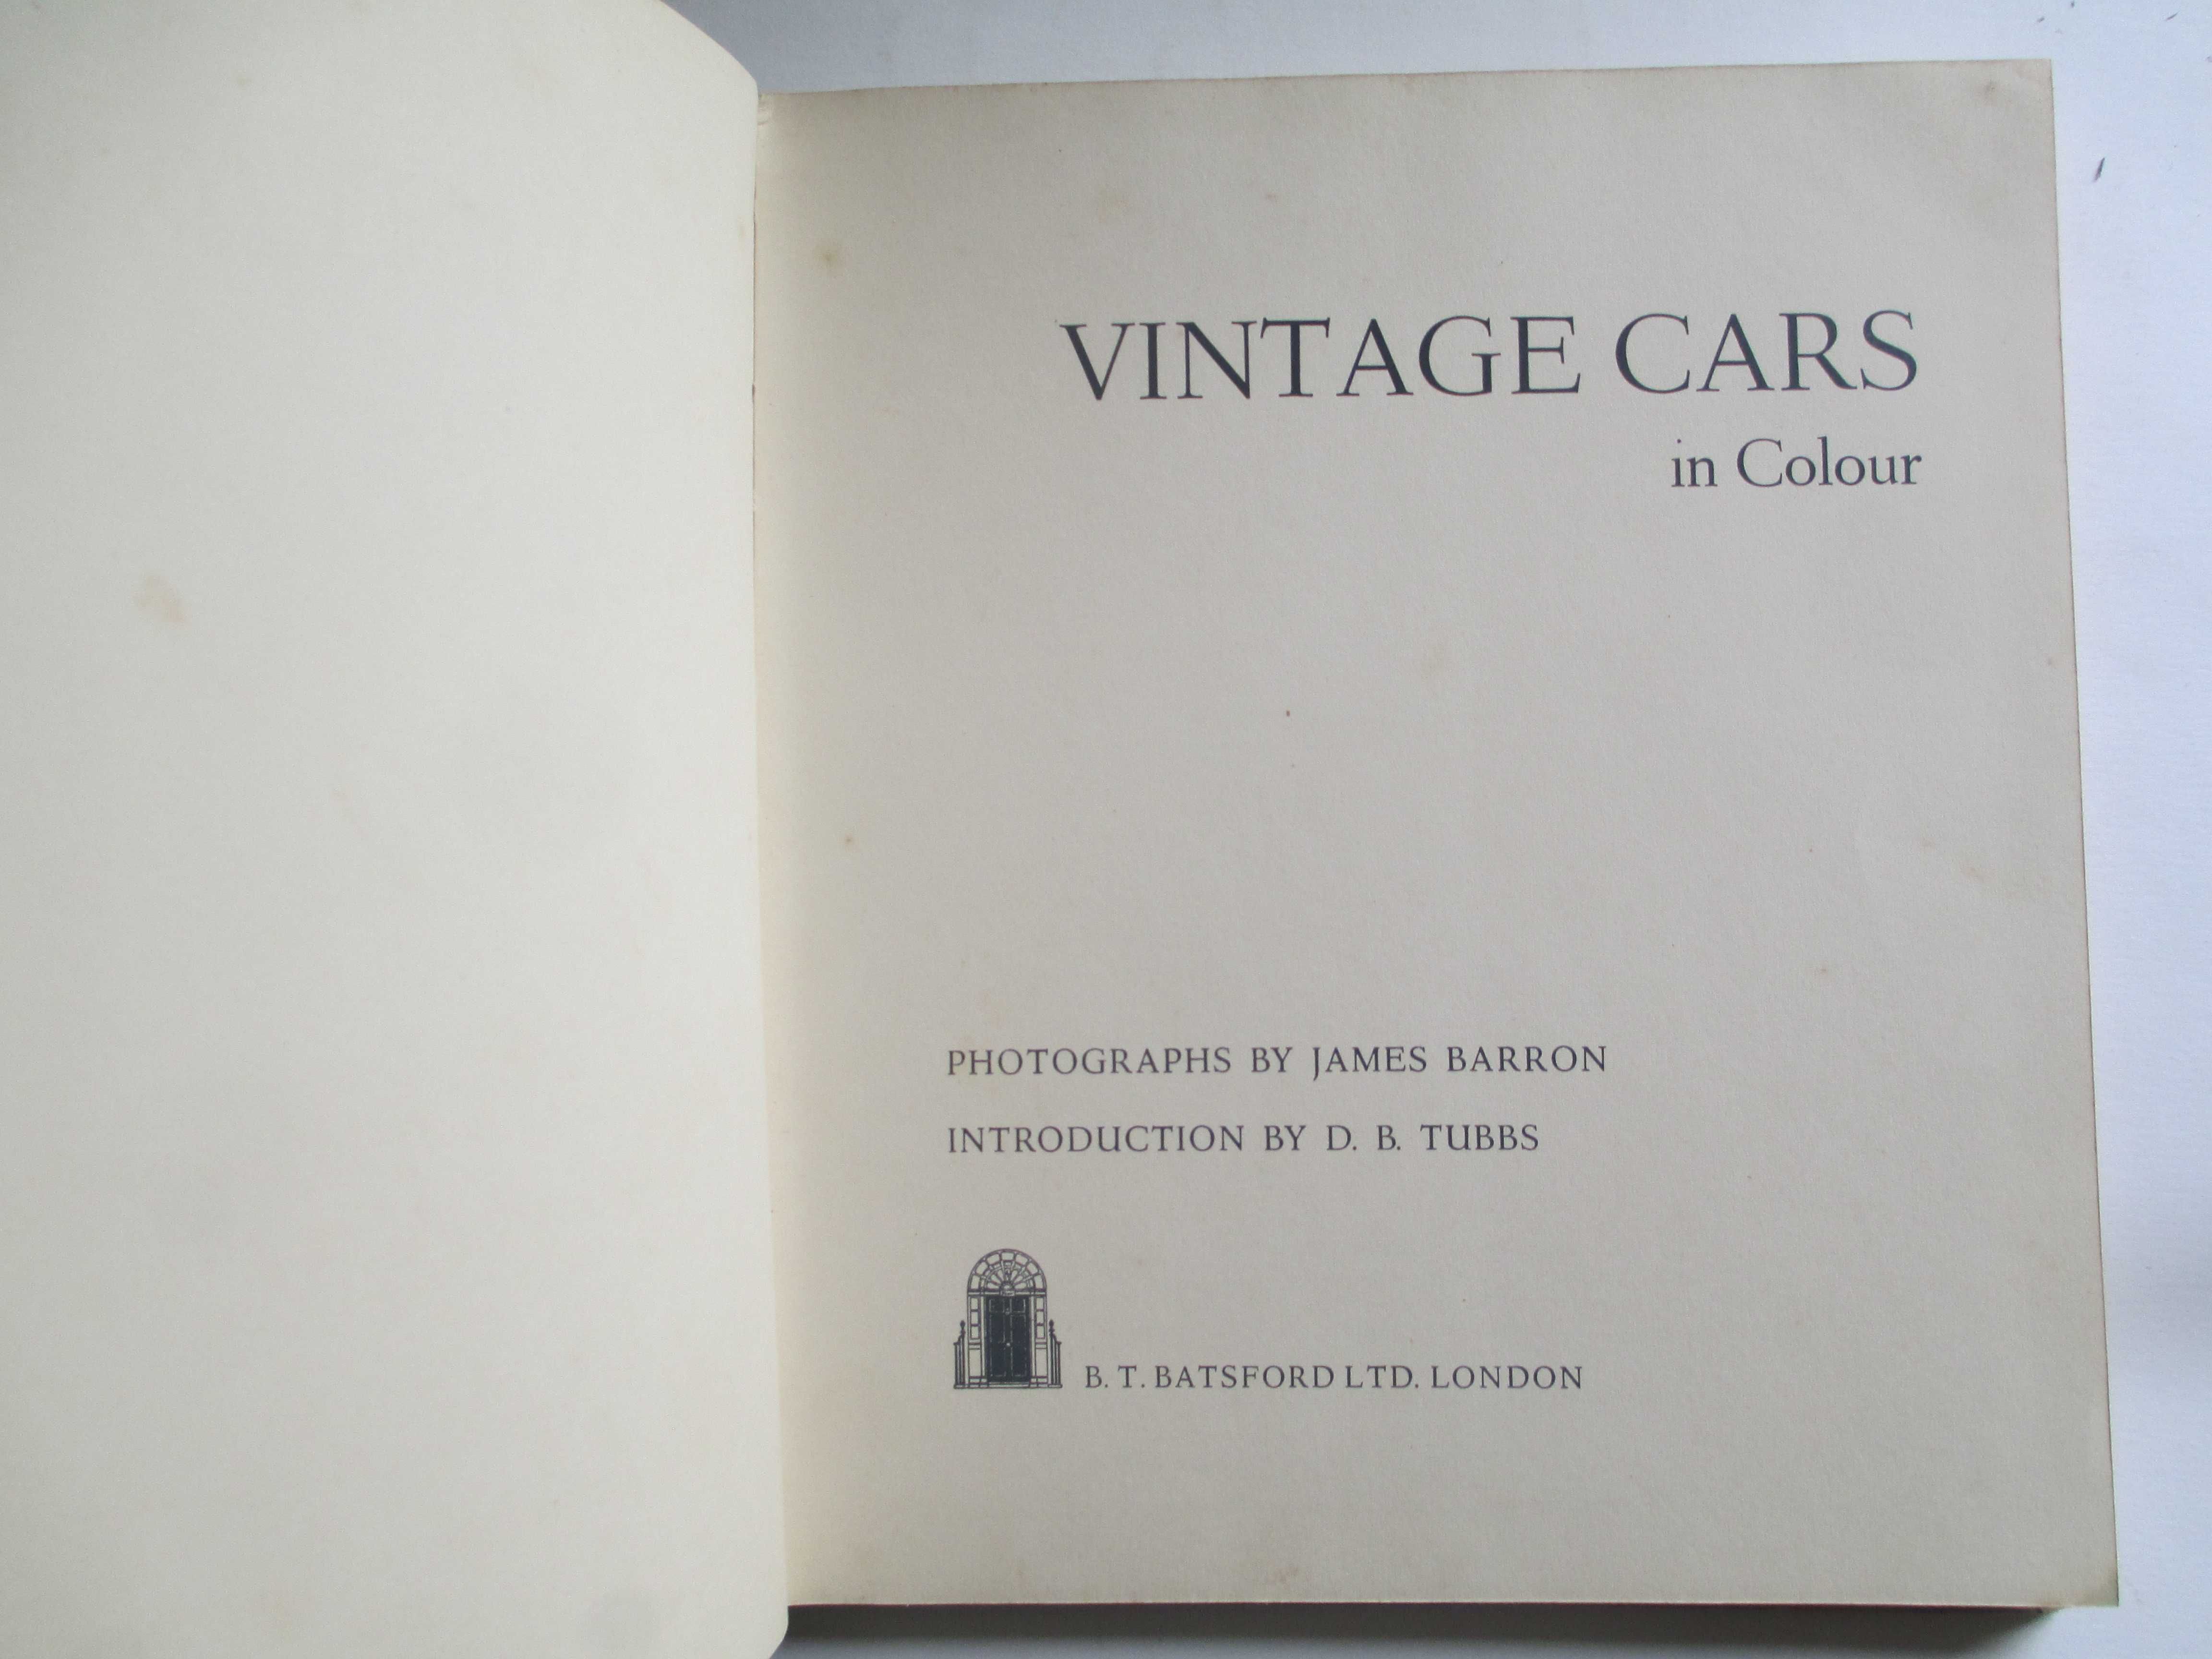 VINTAGE CARS
in Colour
PHOTOGRAPHS BY JAMES BARRON
INTRODUCTION BY D. B. TUBBS
B. T. BATSFORD LTD. LONDON